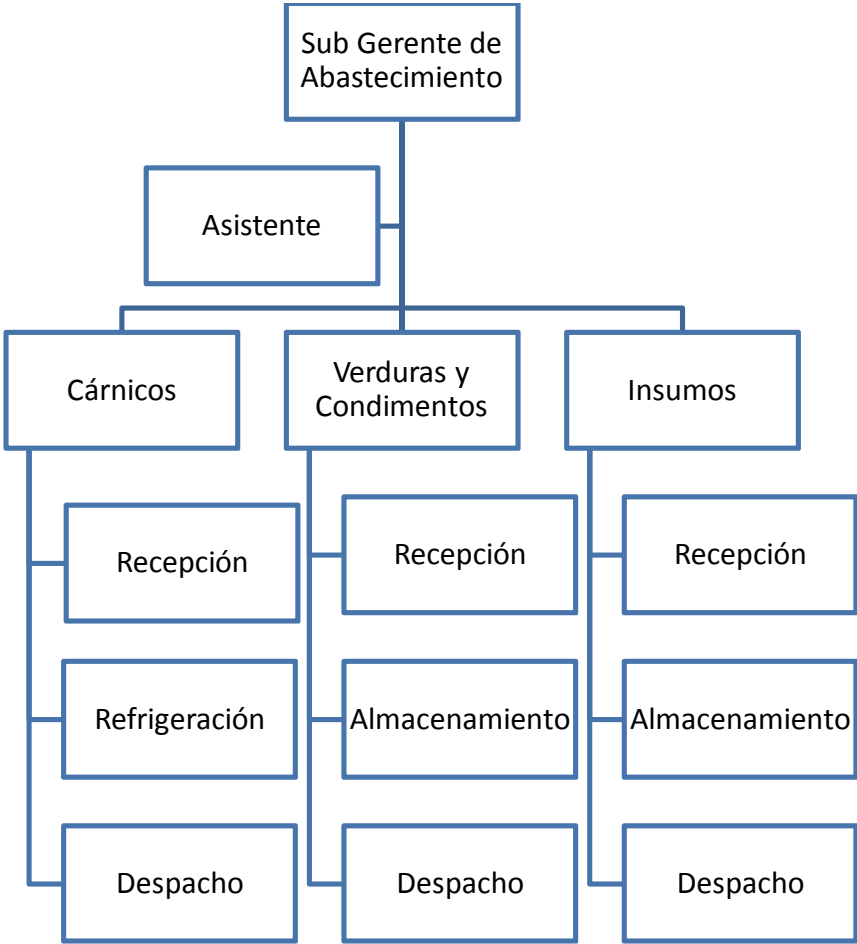 Sub Gerente de
Abastecimiento
Asistente
Cárnicos
Verduras y
Condimentos
Insumos
Recepción
Recepción
Recepción
Refrigeración
Almacenamiento
Almacenamiento
Despacho
Despacho
Despacho